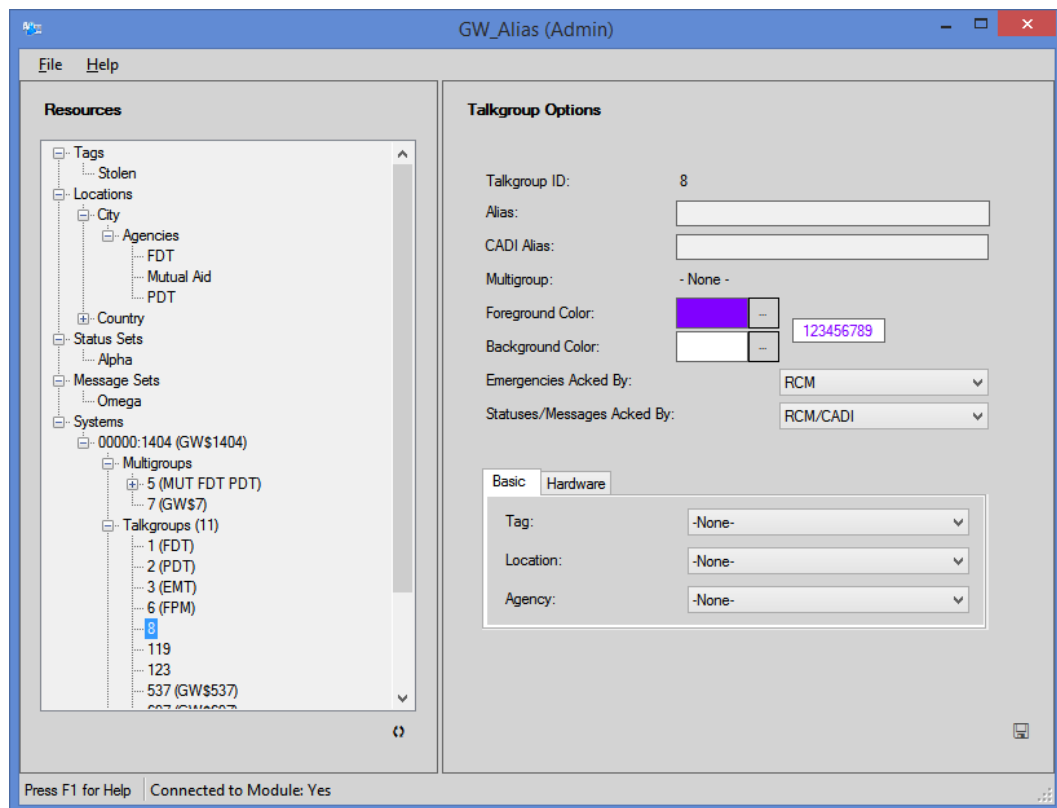 GW_Alias (Admin)
File Help
Resources
Tags
Stolen
Locations
City
Agencies
FDT
Mutual Aid
PDT
Country
Status Sets
Alpha
Message Sets
Omega
Systems
00000:1404 (GW$1404)
Multigroups
5 (MUT FDT PDT)
7 (GW$7)
Talkgroups (11)
1 (FDT)
2 (PDT)
3 (EMT)
6 (FPM)
8
119
123
537 (GW$537)
Talkgroup Options
Talkgroup ID: 8
Alias:
CADI Alias:
Multigroup: - None -
Foreground Color: ...
123456789
Background Color: ...
Emergencies Acked By: RCM
Statuses/Messages Acked By: RCM/CADI
Basic Hardware
Tag: -None-
Location: -None-
Agency: -None-
Press F1 for Help Connected to Module: Yes